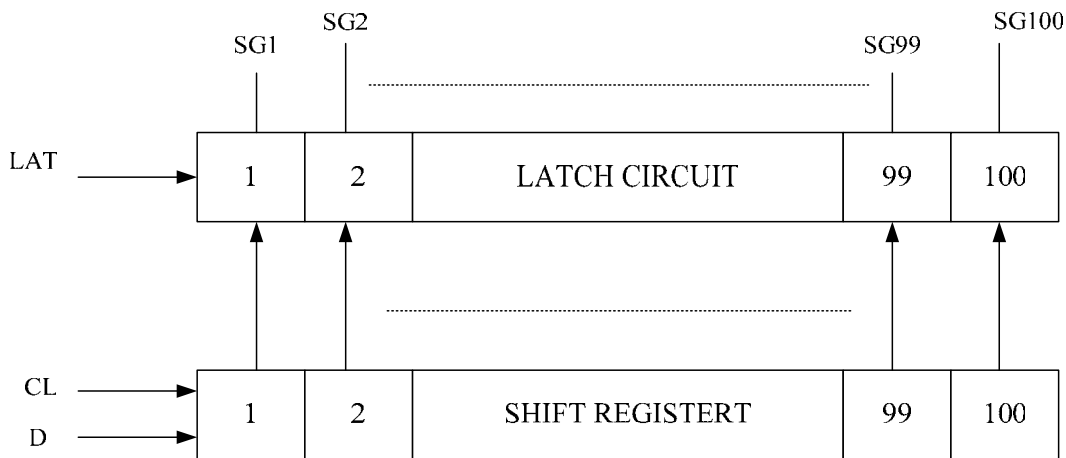 SG1 SG2 SG99 SG100
LAT 1 2 LATCH CIRCUIT 99 100
CL
D
1 2 SHIFT REGISTERT 99 100